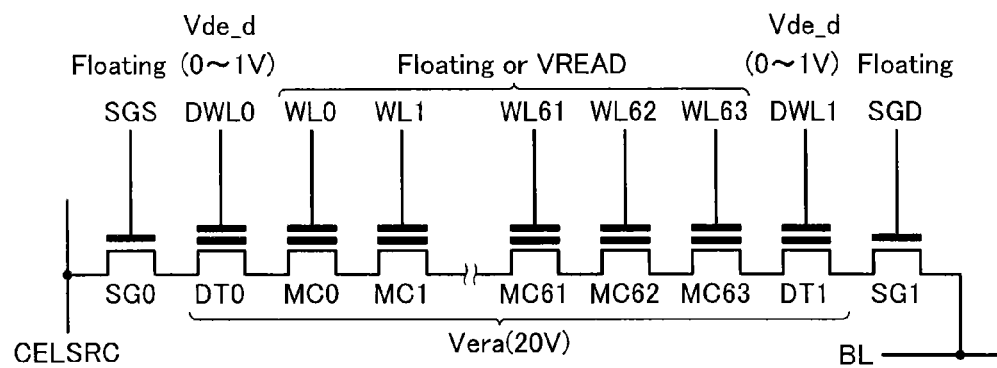 Vde_d Vde_d
Floating (0～1V) Floating or VREAD (0～1V) Floating
SGS DWL0 WL0 WL1 WL61 WL62 WL63 DWL1 SGD
SG0 DT0 MC0 MC1 MC61 MC62 MC63 DT1 SG1
CELSRC Vera(20V) BL